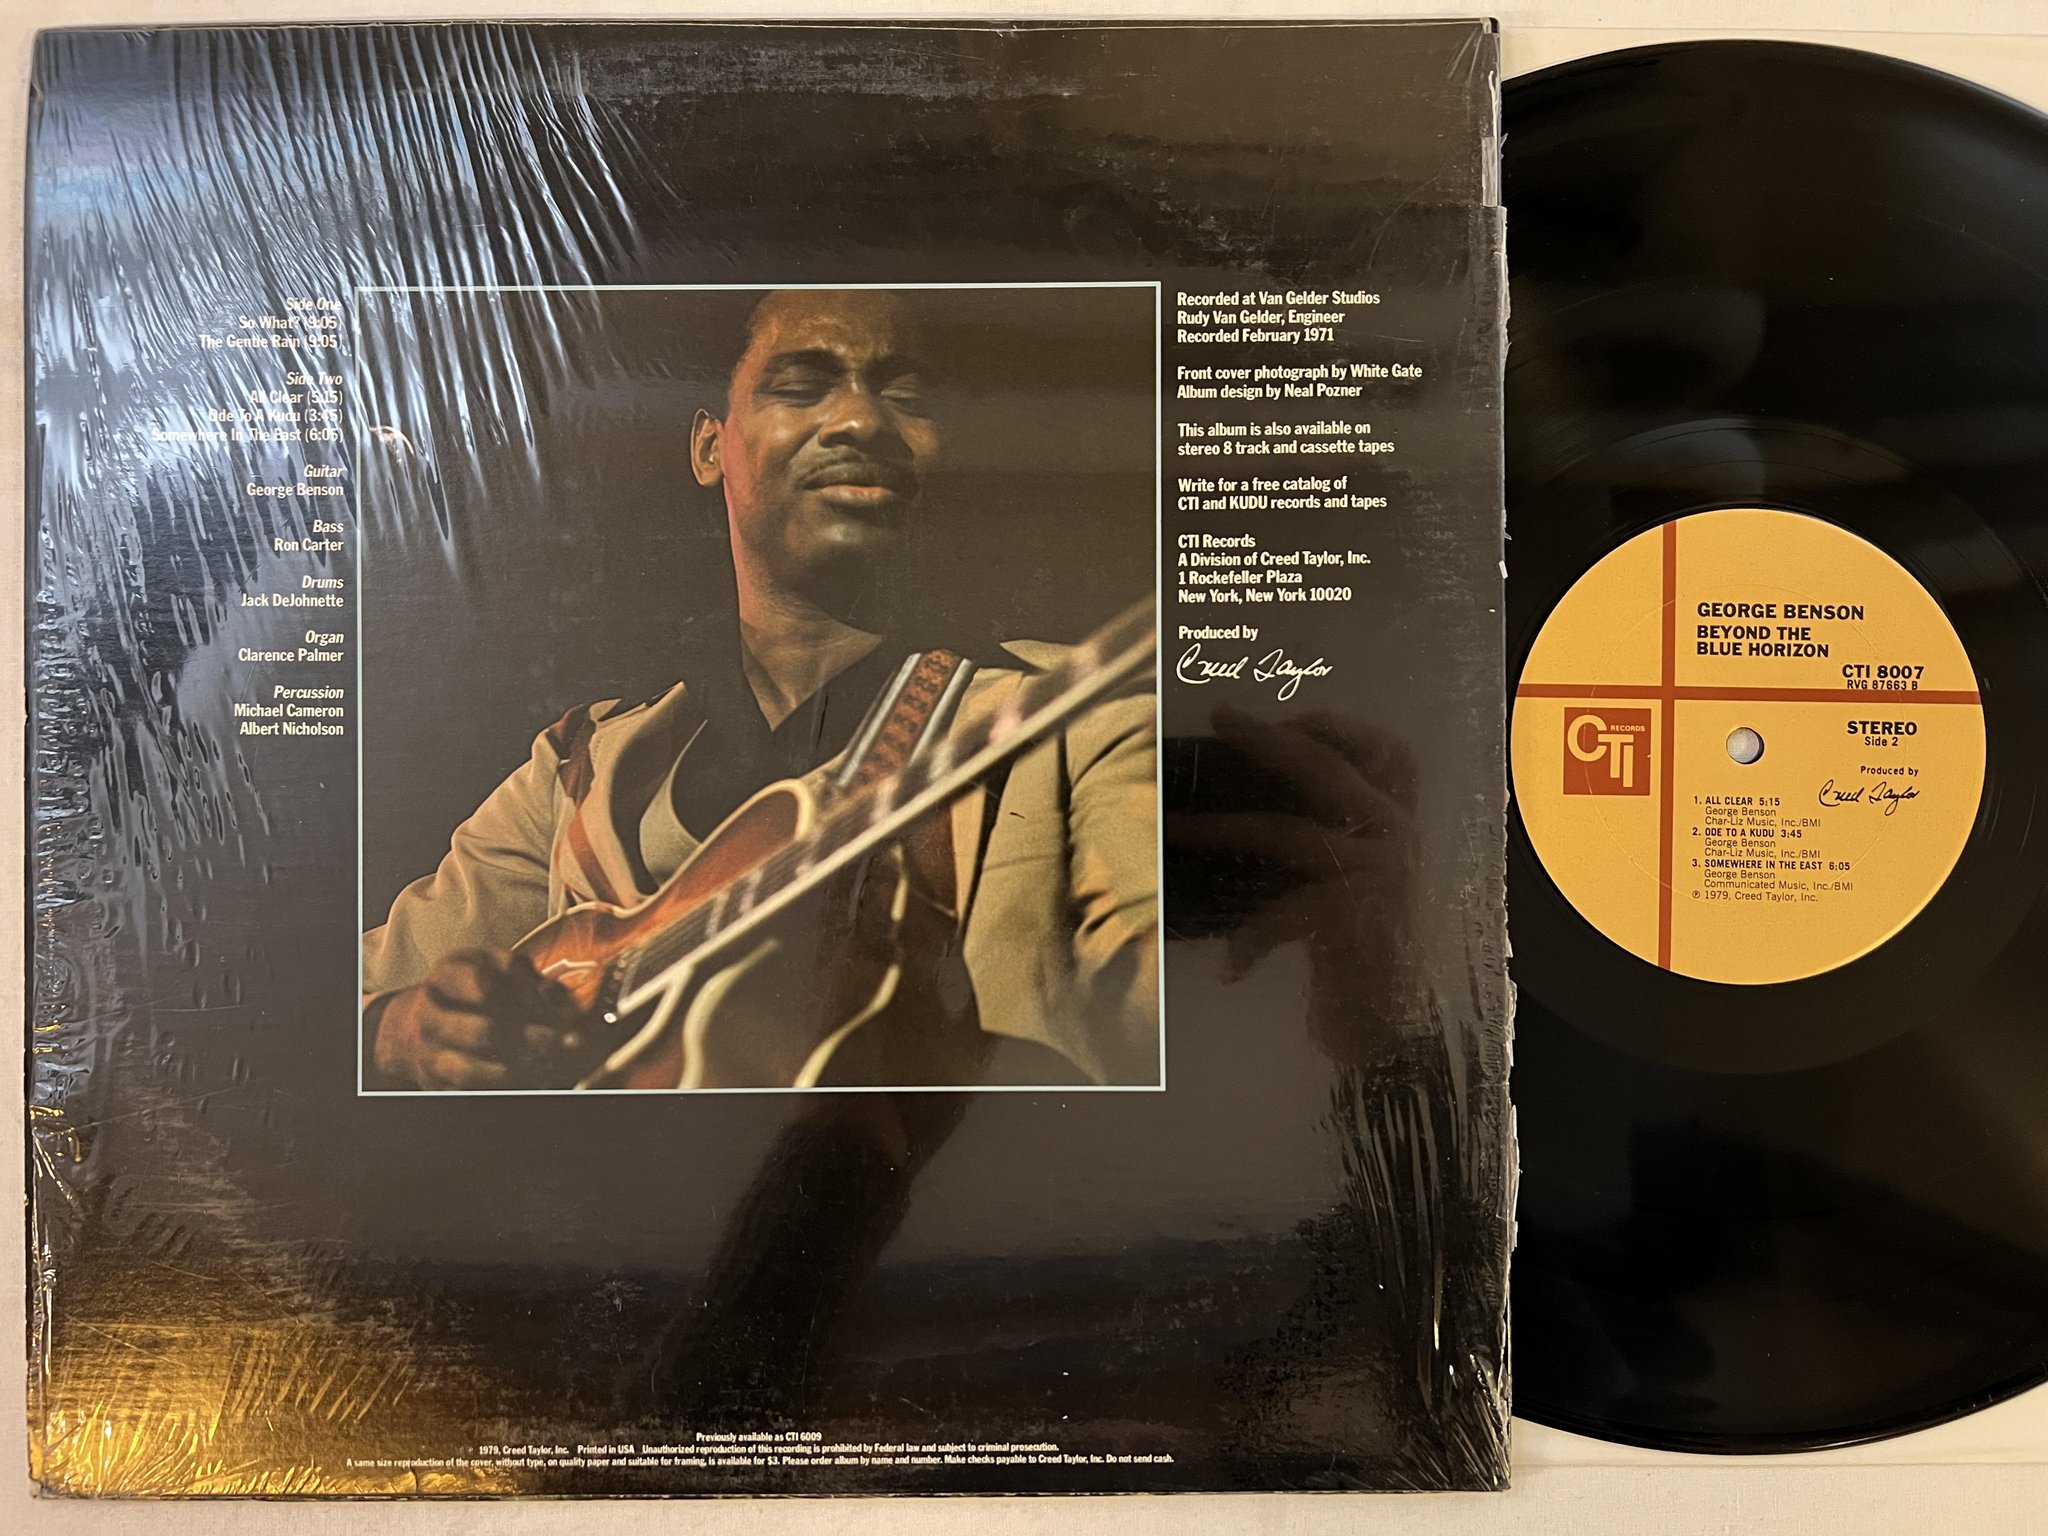 Side One
So What? (9:05)
The Gentle Rain (9:05)
Side Two
All Clear (5:15)
Ode To A Kudu (3:45)
Somewhere In The East (6:05)
Guitar
George Benson
Bass
Ron Carter
Drums
Jack DeJohnette
Organ
Clarence Palmer
Percussion
Michael Cameron
Albert Nicholson
Recorded at Van Gelder Studios
Rudy Van Gelder, Engineer
Recorded February 1971
Front cover photograph by White Gate
Album design by Neal Pozner
This album is also available on
stereo 8 track and cassette tapes
Write for a free catalog of
CTI and KUDU records and tapes
CTI Records
A Division of Creed Taylor, Inc.
1 Rockefeller Plaza
New York, New York 10020
Produced by
Creed Taylor
Previously available as CTI 6009
℗ 1979, Creed Taylor, Inc. Printed in USA Unauthorized reproduction of this recording is prohibited by Federal law and subject to criminal prosecution.
A same size reproduction of the cover, without type, on quality paper and suitable for framing, is available for $3. Please order album by name and number. Make checks payable to Creed Taylor, Inc. Do not send cash.
GEORGE BENSON
BEYOND THE
BLUE HORIZON
CTI 8007
RVG 87663 B
CTI RECORDS
STEREO
Side 2
Produced by
Creed Taylor
1. ALL CLEAR 5:15
George Benson
Char-Liz Music, Inc./BMI
2. ODE TO A KUDU 3:45
George Benson
Char-Liz Music, Inc./BMI
3. SOMEWHERE IN THE EAST 6:05
George Benson
Communicated Music, Inc./BMI
℗ 1979, Creed Taylor, Inc.